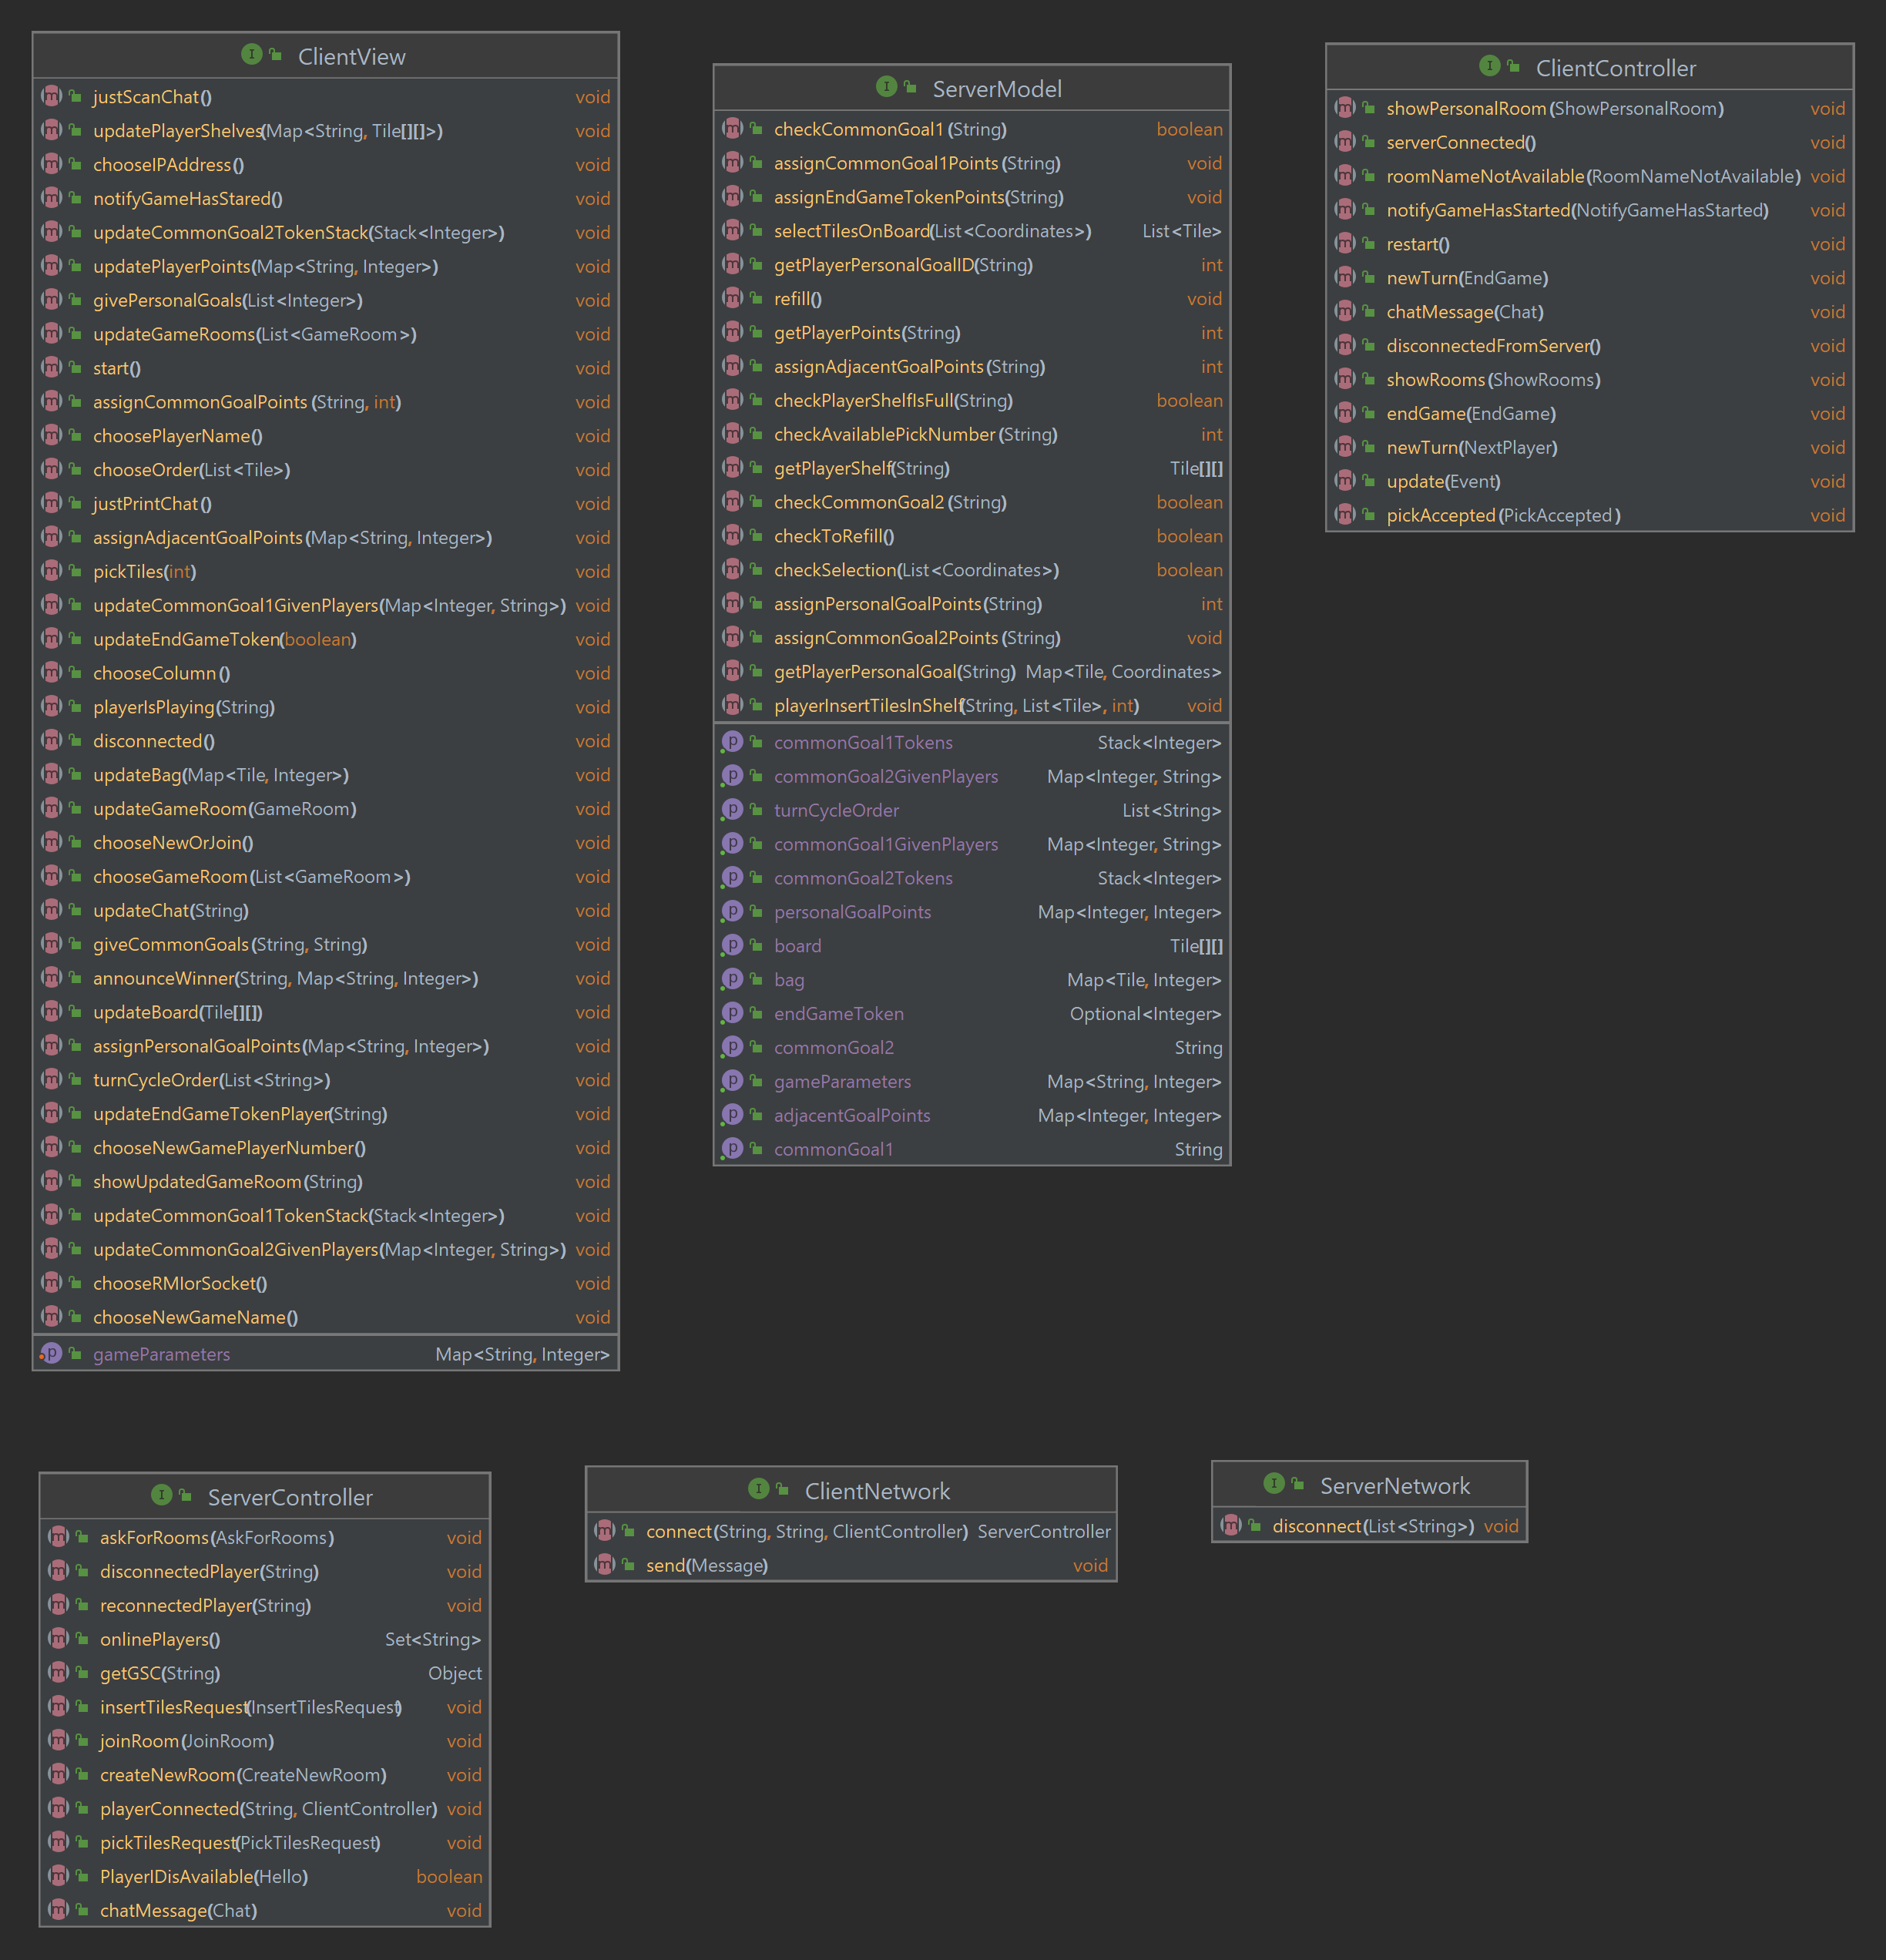 ClientView
justScanChat() void
updatePlayerShelves(Map<String, Tile[][]>) void
chooseIPAddress() void
notifyGameHasStared() void
updateCommonGoal2TokenStack(Stack<Integer>) void
updatePlayerPoints(Map<String, Integer>) void
givePersonalGoals(List<Integer>) void
updateGameRooms(List<GameRoom>) void
start() void
assignCommonGoalPoints(String, int) void
choosePlayerName() void
chooseOrder(List<Tile>) void
justPrintChat() void
assignAdjacentGoalPoints(Map<String, Integer>) void
pickTiles(int) void
updateCommonGoal1GivenPlayers(Map<Integer, String>) void
updateEndGameToken(boolean) void
chooseColumn() void
playerIsPlaying(String) void
disconnected() void
updateBag(Map<Tile, Integer>) void
updateGameRoom(GameRoom) void
chooseNewOrJoin() void
chooseGameRoom(List<GameRoom>) void
updateChat(String) void
giveCommonGoals(String, String) void
announceWinner(String, Map<String, Integer>) void
updateBoard(Tile[][]) void
assignPersonalGoalPoints(Map<String, Integer>) void
turnCycleOrder(List<String>) void
updateEndGameTokenPlayer(String) void
chooseNewGamePlayerNumber() void
showUpdatedGameRoom(String) void
updateCommonGoal1TokenStack(Stack<Integer>) void
updateCommonGoal2GivenPlayers(Map<Integer, String>) void
chooseRMIorSocket() void
chooseNewGameName() void
gameParameters Map<String, Integer>
ServerModel
checkCommonGoal1(String) boolean
assignCommonGoal1Points(String) void
assignEndGameTokenPoints(String) void
selectTilesOnBoard(List<Coordinates>) List<Tile>
getPlayerPersonalGoalID(String) int
refill() void
getPlayerPoints(String) int
assignAdjacentGoalPoints(String) int
checkPlayerShelfIsFull(String) boolean
checkAvailablePickNumber(String) int
getPlayerShelf(String) Tile[][]
checkCommonGoal2(String) boolean
checkToRefill() boolean
checkSelection(List<Coordinates>) boolean
assignPersonalGoalPoints(String) int
assignCommonGoal2Points(String) void
getPlayerPersonalGoal(String) Map<Tile, Coordinates>
playerInsertTilesInShelf(String, List<Tile>, int) void
commonGoal1Tokens Stack<Integer>
commonGoal2GivenPlayers Map<Integer, String>
turnCycleOrder List<String>
commonGoal1GivenPlayers Map<Integer, String>
commonGoal2Tokens Stack<Integer>
personalGoalPoints Map<Integer, Integer>
board Tile[][]
bag Map<Tile, Integer>
endGameToken Optional<Integer>
commonGoal2 String
gameParameters Map<String, Integer>
adjacentGoalPoints Map<Integer, Integer>
commonGoal1 String
ClientController
showPersonalRoom(ShowPersonalRoom) void
serverConnected() void
roomNameNotAvailable(RoomNameNotAvailable) void
notifyGameHasStarted(NotifyGameHasStarted) void
restart() void
newTurn(EndGame) void
chatMessage(Chat) void
disconnectedFromServer() void
showRooms(ShowRooms) void
endGame(EndGame) void
newTurn(NextPlayer) void
update(Event) void
pickAccepted(PickAccepted) void
ServerController
askForRooms(AskForRooms) void
disconnectedPlayer(String) void
reconnectedPlayer(String) void
onlinePlayers() Set<String>
getGSC(String) Object
insertTilesRequest(InsertTilesRequest) void
joinRoom(JoinRoom) void
createNewRoom(CreateNewRoom) void
playerConnected(String, ClientController) void
pickTilesRequest(PickTilesRequest) void
PlayerIDisAvailable(Hello) boolean
chatMessage(Chat) void
ClientNetwork
connect(String, String, ClientController) ServerController
send(Message) void
ServerNetwork
disconnect(List<String>) void